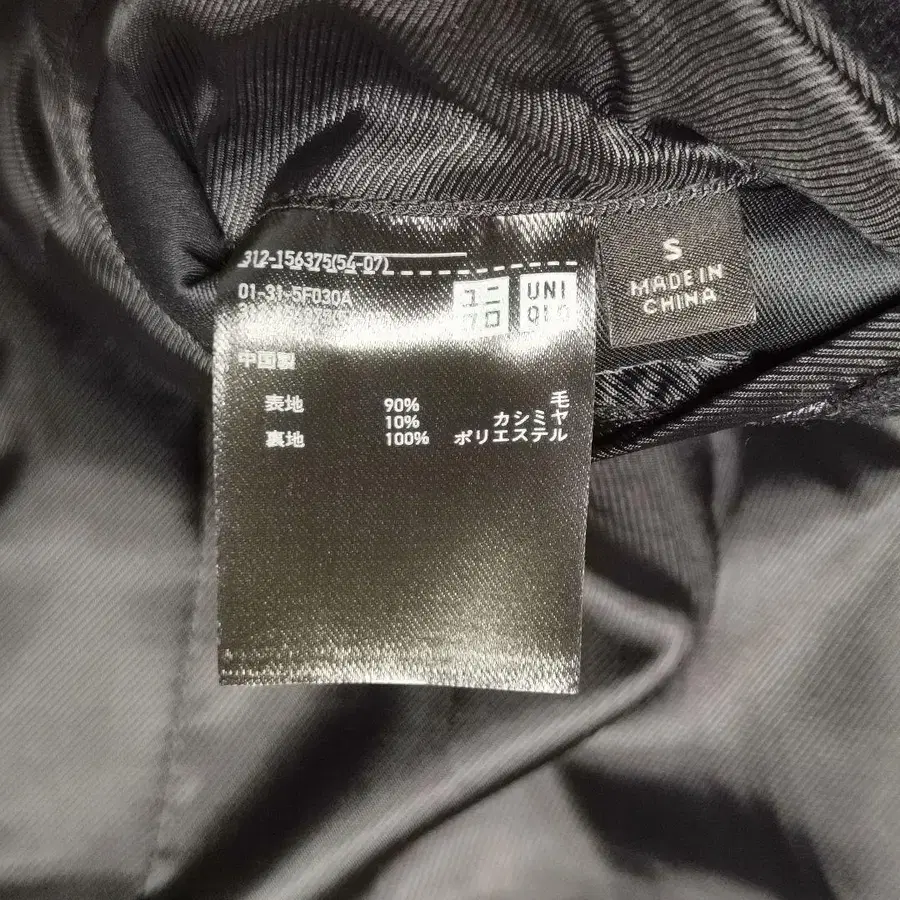 312-156375(54-07)
01-31-5F030A
ユニ
クロ
UNI
QLO
中国製
表地 90% 毛
10% カシミヤ
裏地 100% ポリエステル
S
MADE IN
CHINA